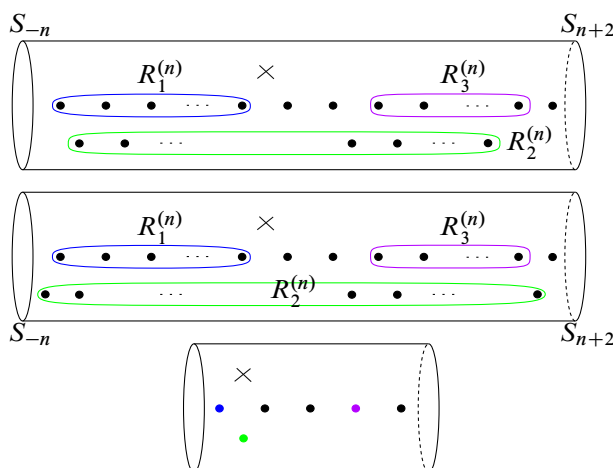 S_{-n} S_{n+2}
R_1^{(n)} R_3^{(n)}
...  ...
R_2^{(n)}
... ...
R_1^{(n)} R_3^{(n)}
... ...
... R_2^{(n)} ...
S_{-n} S_{n+2}